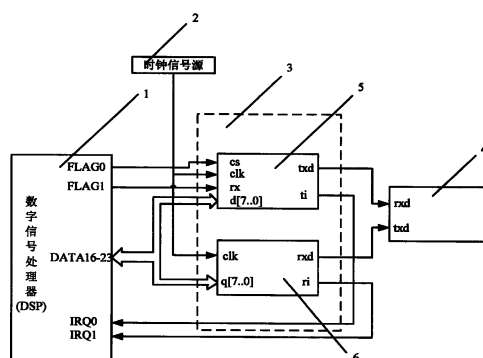 2
时钟信号源
1
3
5
4
FLAG0
FLAG1
数字信号处理器
(DSP)
DATA16-23
IRQ0
IRQ1
cs
clk
rx
d[7..0]
txd
ti
clk
q[7..0]
rxd
ri
rxd
txd
6